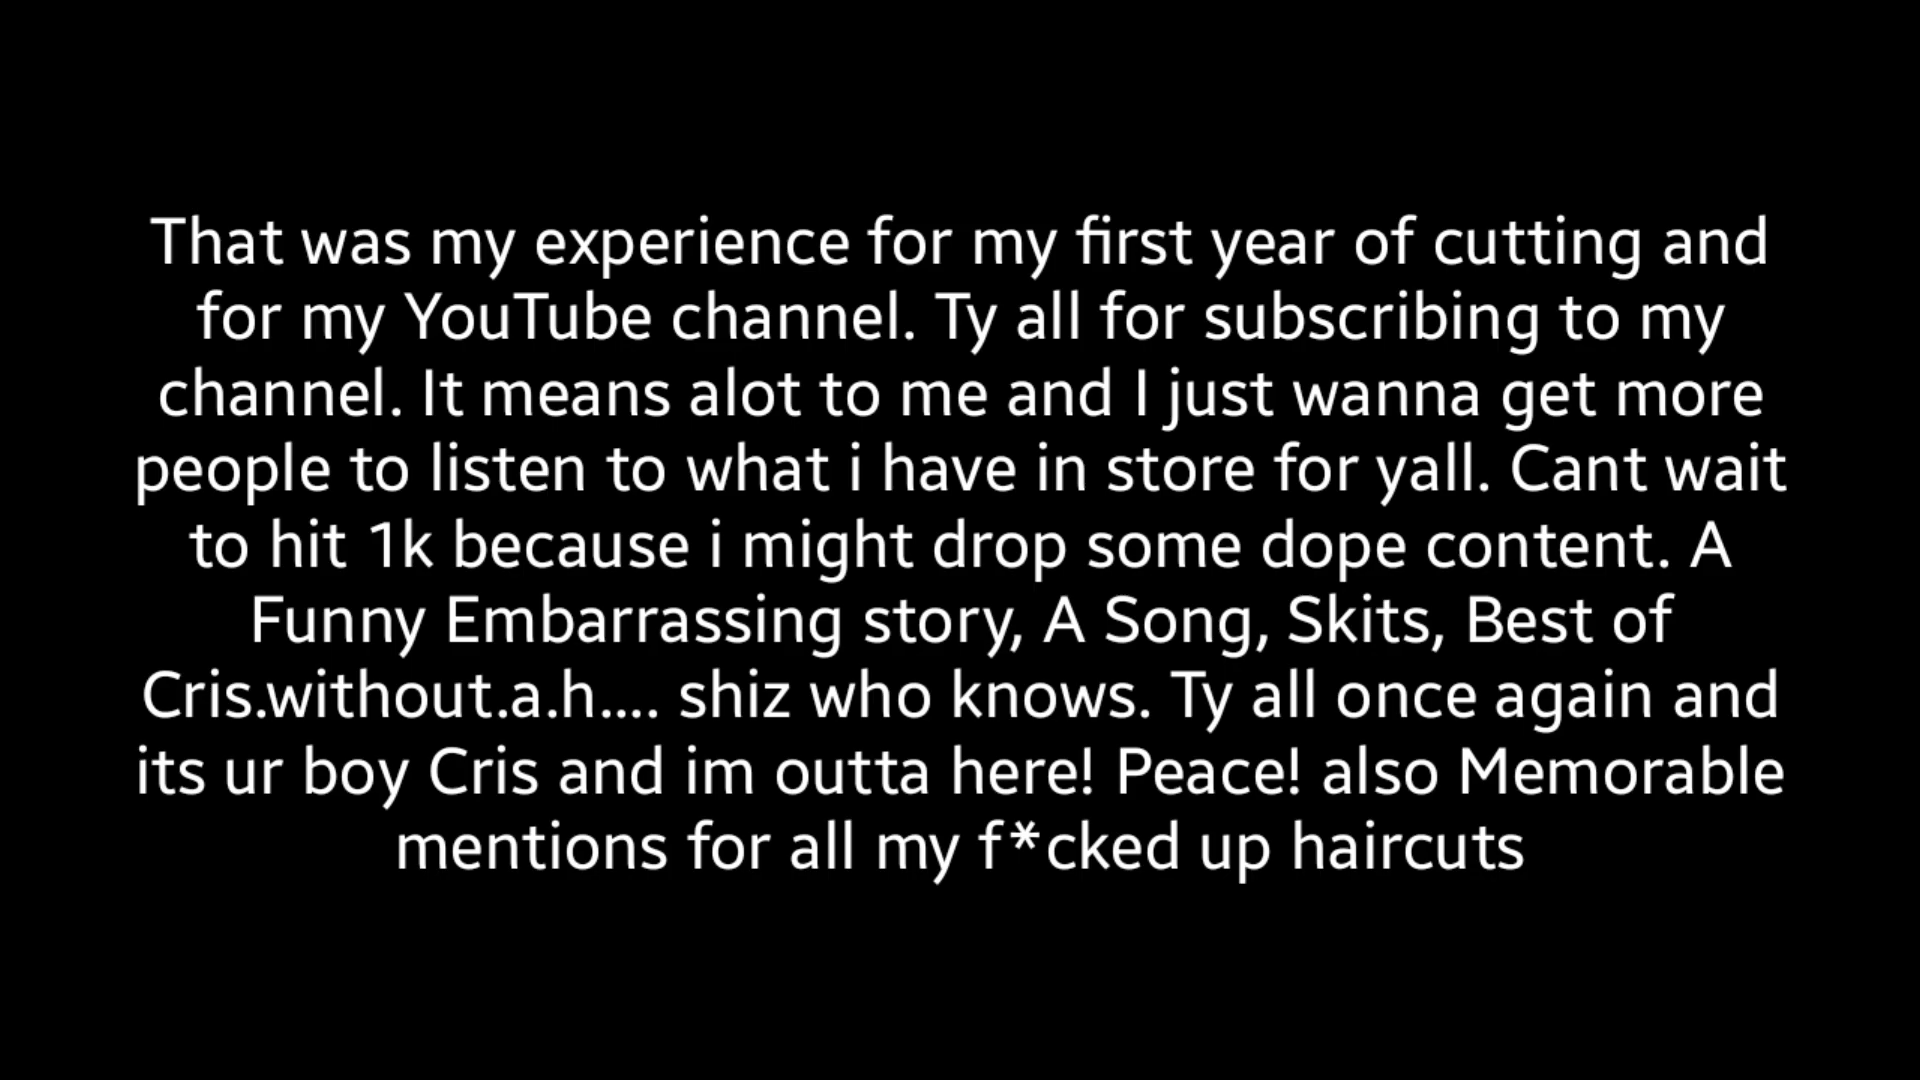 That was my experience for my first year of cutting and
for my YouTube channel. Ty all for subscribing to my
channel. It means alot to me and I just wanna get more
people to listen to what i have in store for yall. Cant wait
to hit 1k because i might drop some dope content. A
Funny Embarrassing story, A Song, Skits, Best of
Cris.without.a.h.... shiz who knows. Ty all once again and
its ur boy Cris and im outta here! Peace! also Memorable
mentions for all my f*cked up haircuts